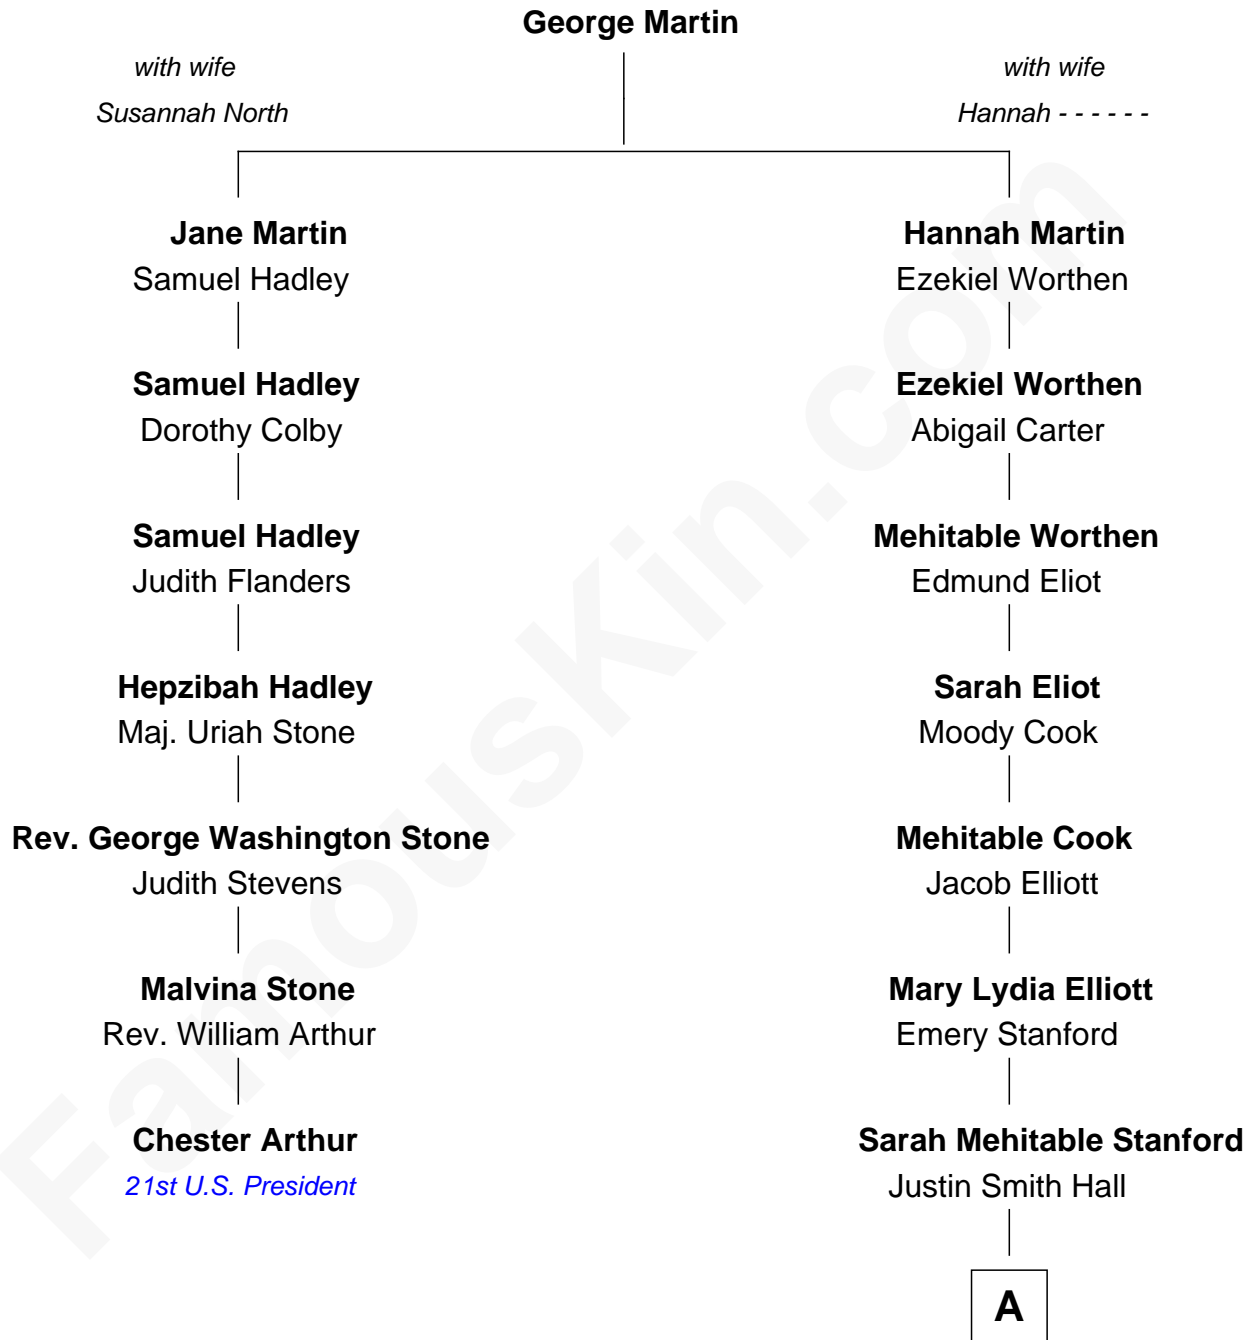 George Martin
with wife
Susannah North
with wife
Hannah - - - - - -
Jane Martin
Samuel Hadley
Hannah Martin
Ezekiel Worthen
Samuel Hadley
Dorothy Colby
Ezekiel Worthen
Abigail Carter
Samuel Hadley
Judith Flanders
Mehitable Worthen
Edmund Eliot
Hepzibah Hadley
Maj. Uriah Stone
Sarah Eliot
Moody Cook
Rev. George Washington Stone
Judith Stevens
Mehitable Cook
Jacob Elliott
Malvina Stone
Rev. William Arthur
Mary Lydia Elliott
Emery Stanford
Chester Arthur
21st U.S. President
Sarah Mehitable Stanford
Justin Smith Hall
A
FamousKin.com